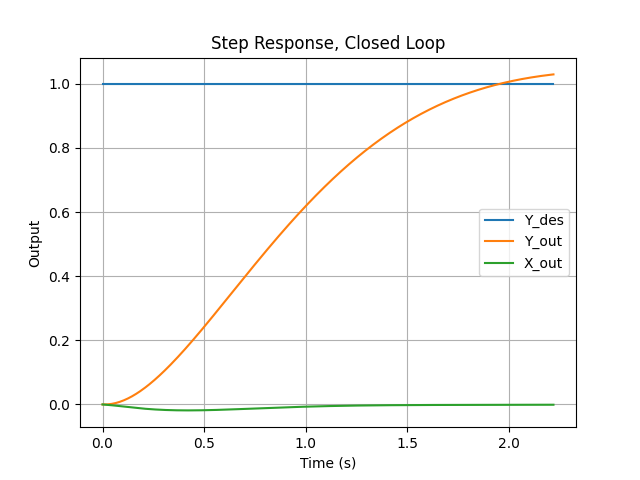 Step Response, Closed Loop
Output
1.0
0.8
0.6
0.4
0.2
0.0
Y_des
Y_out
X_out
0.0 0.5 1.0 1.5 2.0
Time (s)